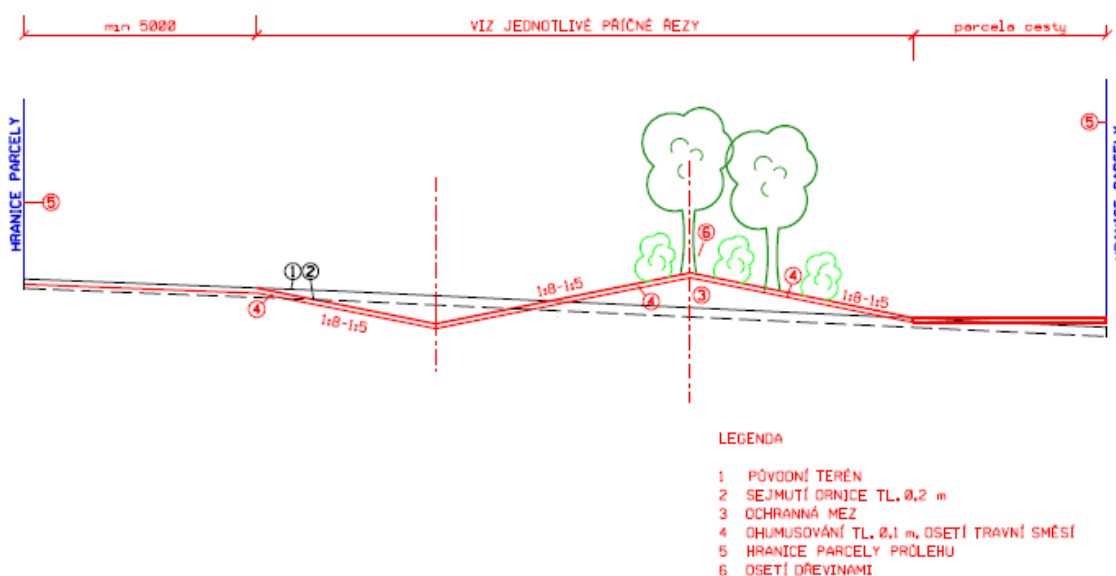 min 5000
VIZ JEDNOTLIVÉ PŘÍČNÉ ŘEZY
parcela cesty
HRANICE PARCELY
5
5
6
1 2
4
1:8-1:5
1:8-1:5
4
3
4
1:8-1:5
LEGENDA
1 PŮVODNÍ TERÉN
2 SEJMUTÍ ORNICE TL. 0,2 m
3 OCHRANNÁ MEZ
4 OHUMUSOVÁNÍ TL. 0,1 m, OSETÍ TRAVNÍ SMĚSÍ
5 HRANICE PARCELY PRŮLEHU
6 OSETÍ DŘEVINAMI